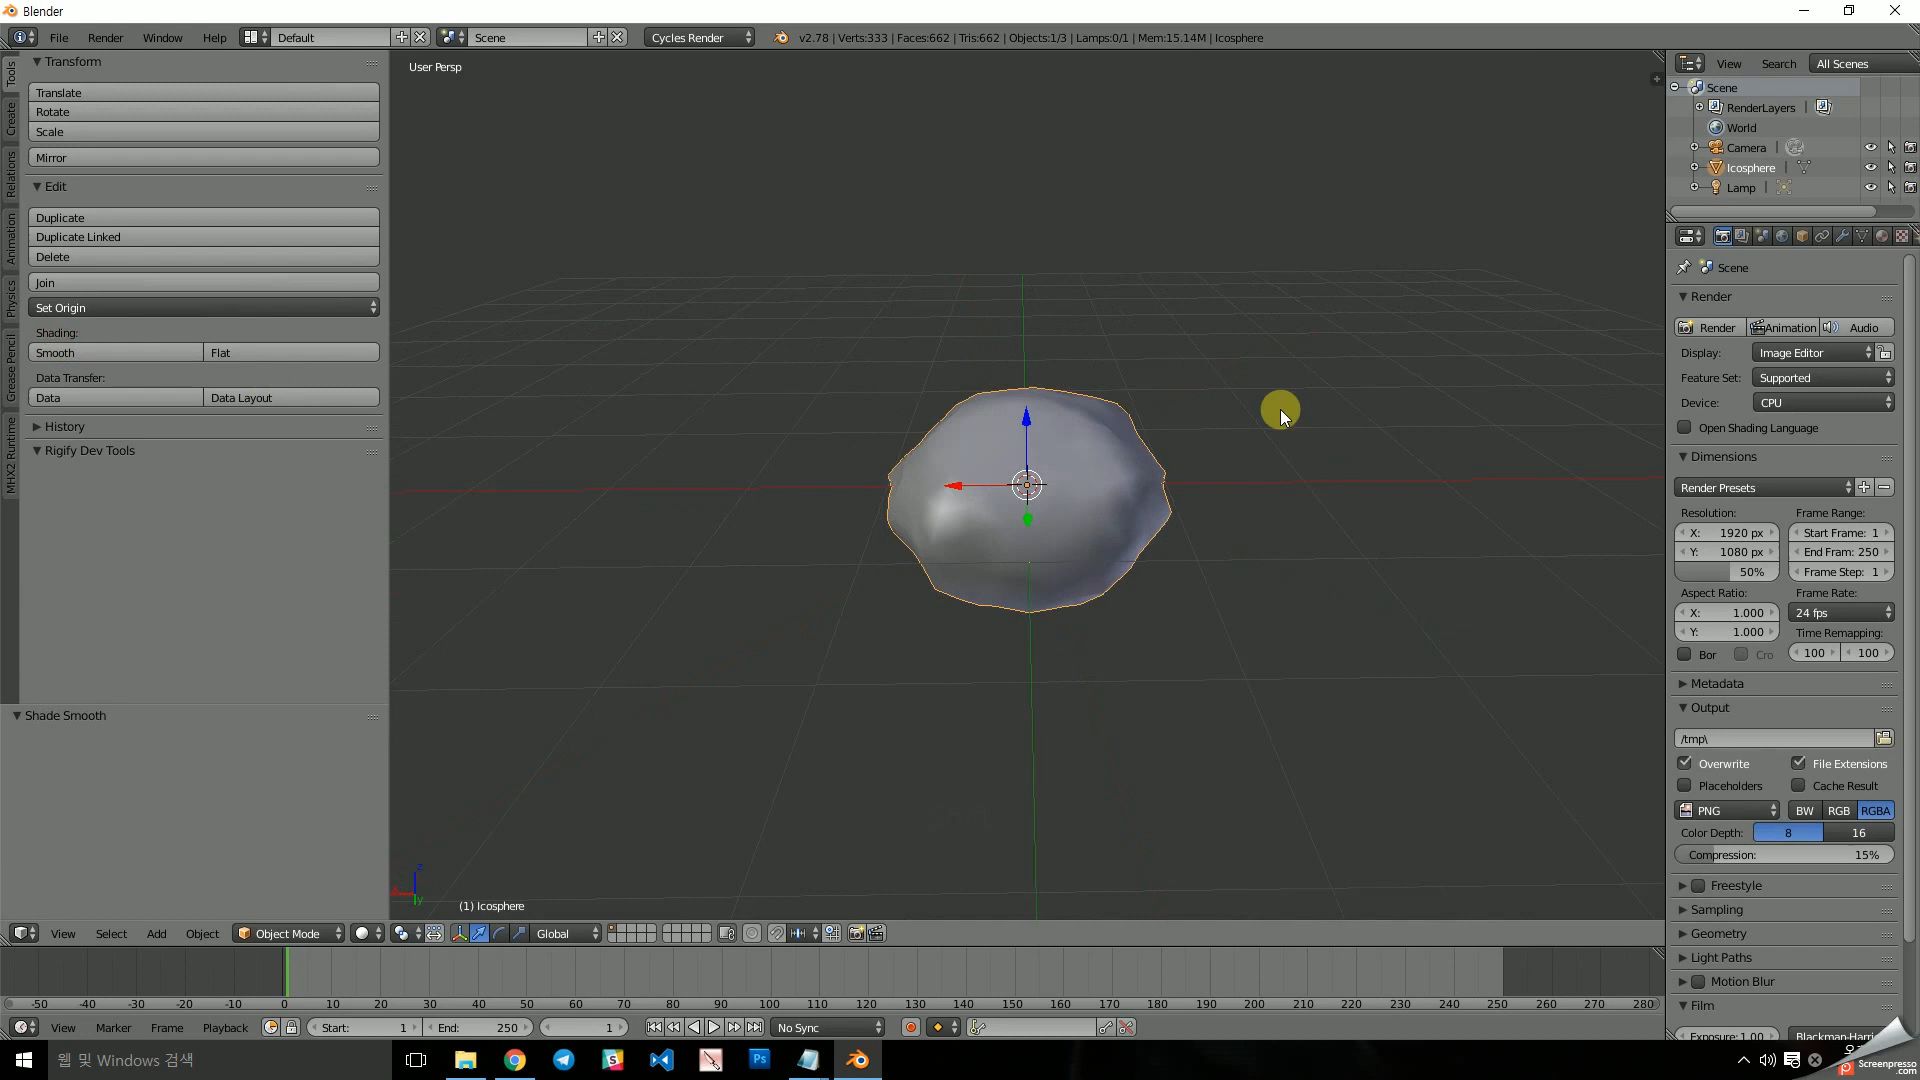 Blender
File Render Window Help Default Scene Cycles Render v2.78 | Verts:333 | Faces:662 | Tris:662 | Objects:1/3 | Lamps:0/1 | Mem:15.14M | Icosphere
Tools
Create
Relations
Animation
Physics
Grease Pencil
MHX2 Runtime
Transform
Translate
Rotate
Scale
Mirror
Edit
Duplicate
Duplicate Linked
Delete
Join
Set Origin
Shading:
Smooth Flat
Data Transfer:
Data Data Layout
History
Rigify Dev Tools
Shade Smooth
User Persp
z
y
(1) Icosphere
View Select Add Object Object Mode Global
View Search All Scenes
Scene
RenderLayers |
World
Camera |
Icosphere |
Lamp |
Scene
Render
Render Animation Audio
Display: Image Editor
Feature Set: Supported
Device: CPU
Open Shading Language
Dimensions
Render Presets
Resolution: Frame Range:
X: 1920 px Start Frame: 1
Y: 1080 px End Fram: 250
50% Frame Step: 1
Aspect Ratio: Frame Rate:
X: 1.000 24 fps
Y: 1.000 Time Remapping:
Bor Cro 100 100
Metadata
Output
/tmp\
Overwrite File Extensions
Placeholders Cache Result
PNG BW RGB RGBA
Color Depth: 8 16
Compression: 15%
Freestyle
Sampling
Geometry
Light Paths
Motion Blur
Film
Exposure:1.00 Blackman-Harri
-50 -40 -30 -20 -10 0 10 20 30 40 50 60 70 80 90 100 110 120 130 140 150 160 170 180 190 200 210 220 230 240 250 260 270 280
View Marker Frame Playback Start: 1 End: 250 1 No Sync
웹 및 Windows 검색
Ps
Screenpresso
.com